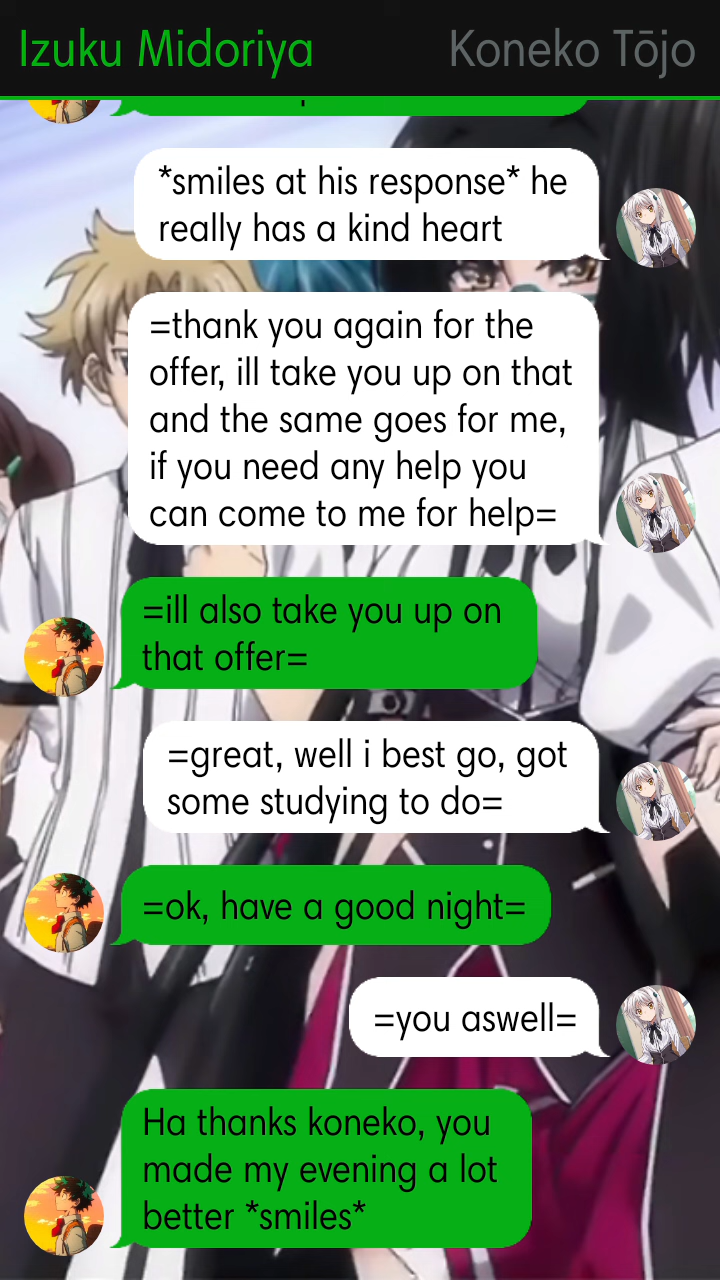 Izuku Midoriya Koneko Tōjo
*smiles at his response* he
really has a kind heart
=thank you again for the
offer, ill take you up on that
and the same goes for me,
if you need any help you
can come to me for help=
=ill also take you up on
that offer=
=great, well i best go, got
some studying to do=
=ok, have a good night=
=you aswell=
Ha thanks koneko, you
made my evening a lot
better *smiles*